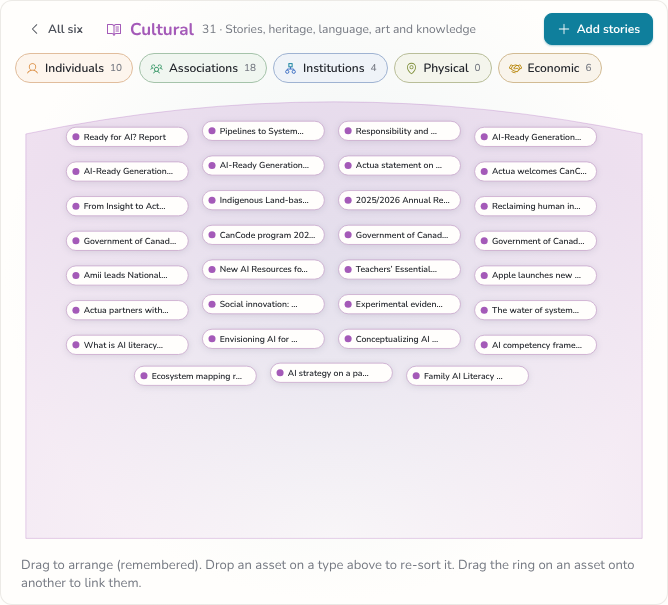 All six
Cultural 31 · Stories, heritage, language, art and knowledge
Add stories
Individuals 10
Associations 18
Institutions 4
Physical 0
Economic 6
Ready for AI? Report
Pipelines to System...
Responsibility and ...
AI-Ready Generation...
AI-Ready Generation...
AI-Ready Generation...
Actua statement on ...
Actua welcomes CanC...
From Insight to Act...
Indigenous Land-bas...
2025/2026 Annual Re...
Reclaiming human in...
Government of Canad...
CanCode program 202...
Government of Canad...
Government of Canad...
Amii leads National...
New AI Resources fo...
Teachers' Essential...
Apple launches new ...
Actua partners with...
Social innovation: ...
Experimental eviden...
The water of system...
What is AI literacy...
Envisioning AI for ...
Conceptualizing AI ...
AI competency frame...
Ecosystem mapping r...
AI strategy on a pa...
Family AI Literacy ...
Drag to arrange (remembered). Drop an asset on a type above to re-sort it. Drag the ring on an asset onto
another to link them.